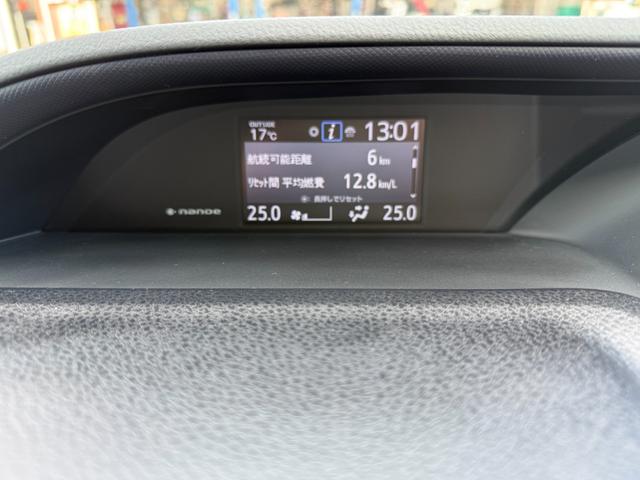 OUTSIDE
17℃ i 13:01
航続可能距離 6 km
リセット間 平均燃費 12.8 km/L
長押しでリセット
nanoe 25.0 25.0